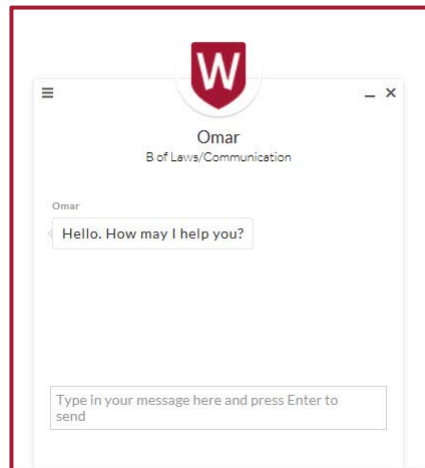 W
Omar
B of Laws/Communication
Omar
Hello. How may I help you?
Type in your message here and press Enter to
send